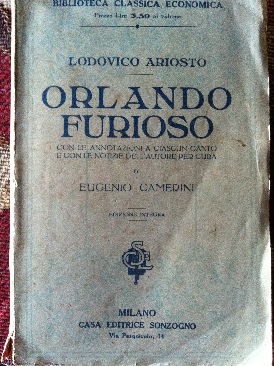 BIBLIOTECA CLASSICA ECONOMICA
Prezzo Lire 3.50 al volume
LODOVICO ARIOSTO
ORLANDO
FURIOSO
CON LE ANNOTAZIONI A CIASCUN CANTO
E CON LE NOTIZIE DELL'AUTORE PER CURA
DI
EUGENIO CAMERINI
EDIZIONE INTEGRA
MILANO
CASA EDITRICE SONZOGNO
Via Pasquirolo, 14